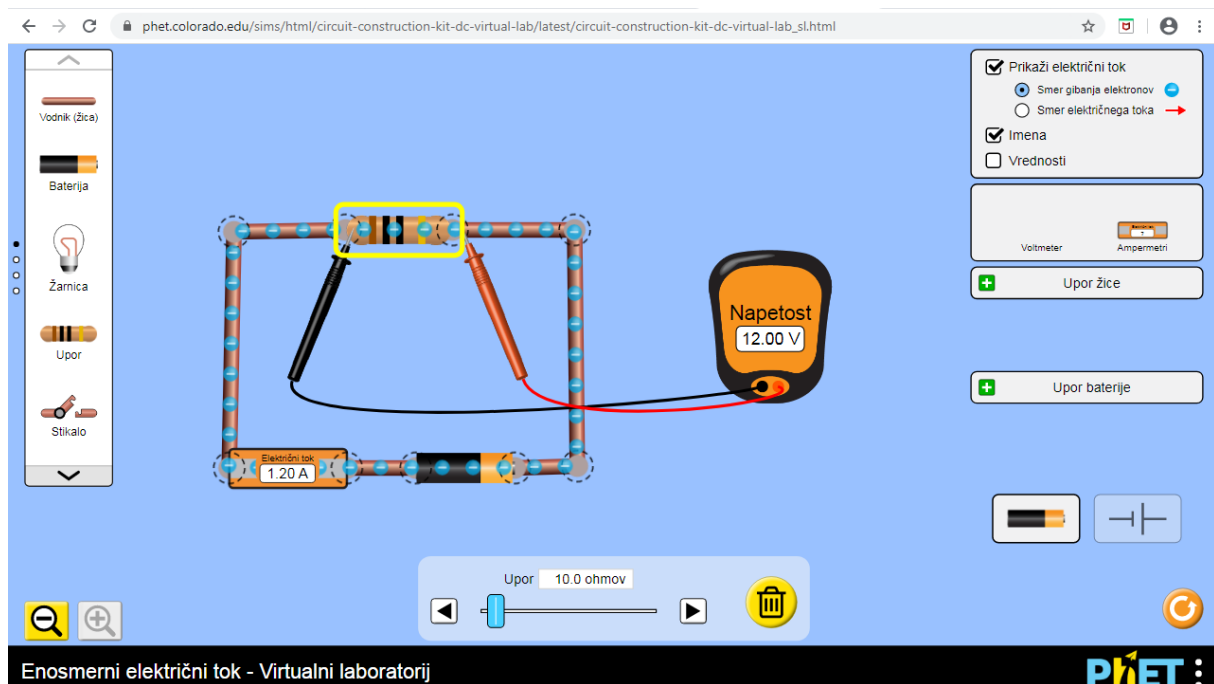 phet.colorado.edu/sims/html/circuit-construction-kit-dc-virtual-lab/latest/circuit-construction-kit-dc-virtual-lab_sl.html
Vodnik (žica)
Baterija
Žarnica
Upor
Stikalo
Prikaži električni tok
Smer gibanja elektronov
Smer električnega toka
Imena
Vrednosti
Voltmeter
Ampermetri
Upor žice
Upor baterije
Napetost
12.00 V
Električni tok
1.20 A
Upor 10.0 ohmov
Enosmerni električni tok - Virtualni laboratorij
PhET